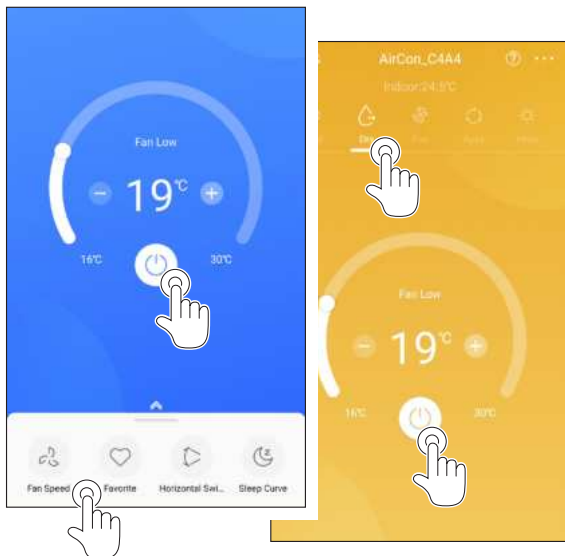 Fan Low
19°C
16℃
30℃
Fan Speed
Favorite
Horizontal Swi...
Sleep Curve
AirCon_C4A4
Indoor:24.5℃
Dry
Fan Low
19°C
16℃
30℃